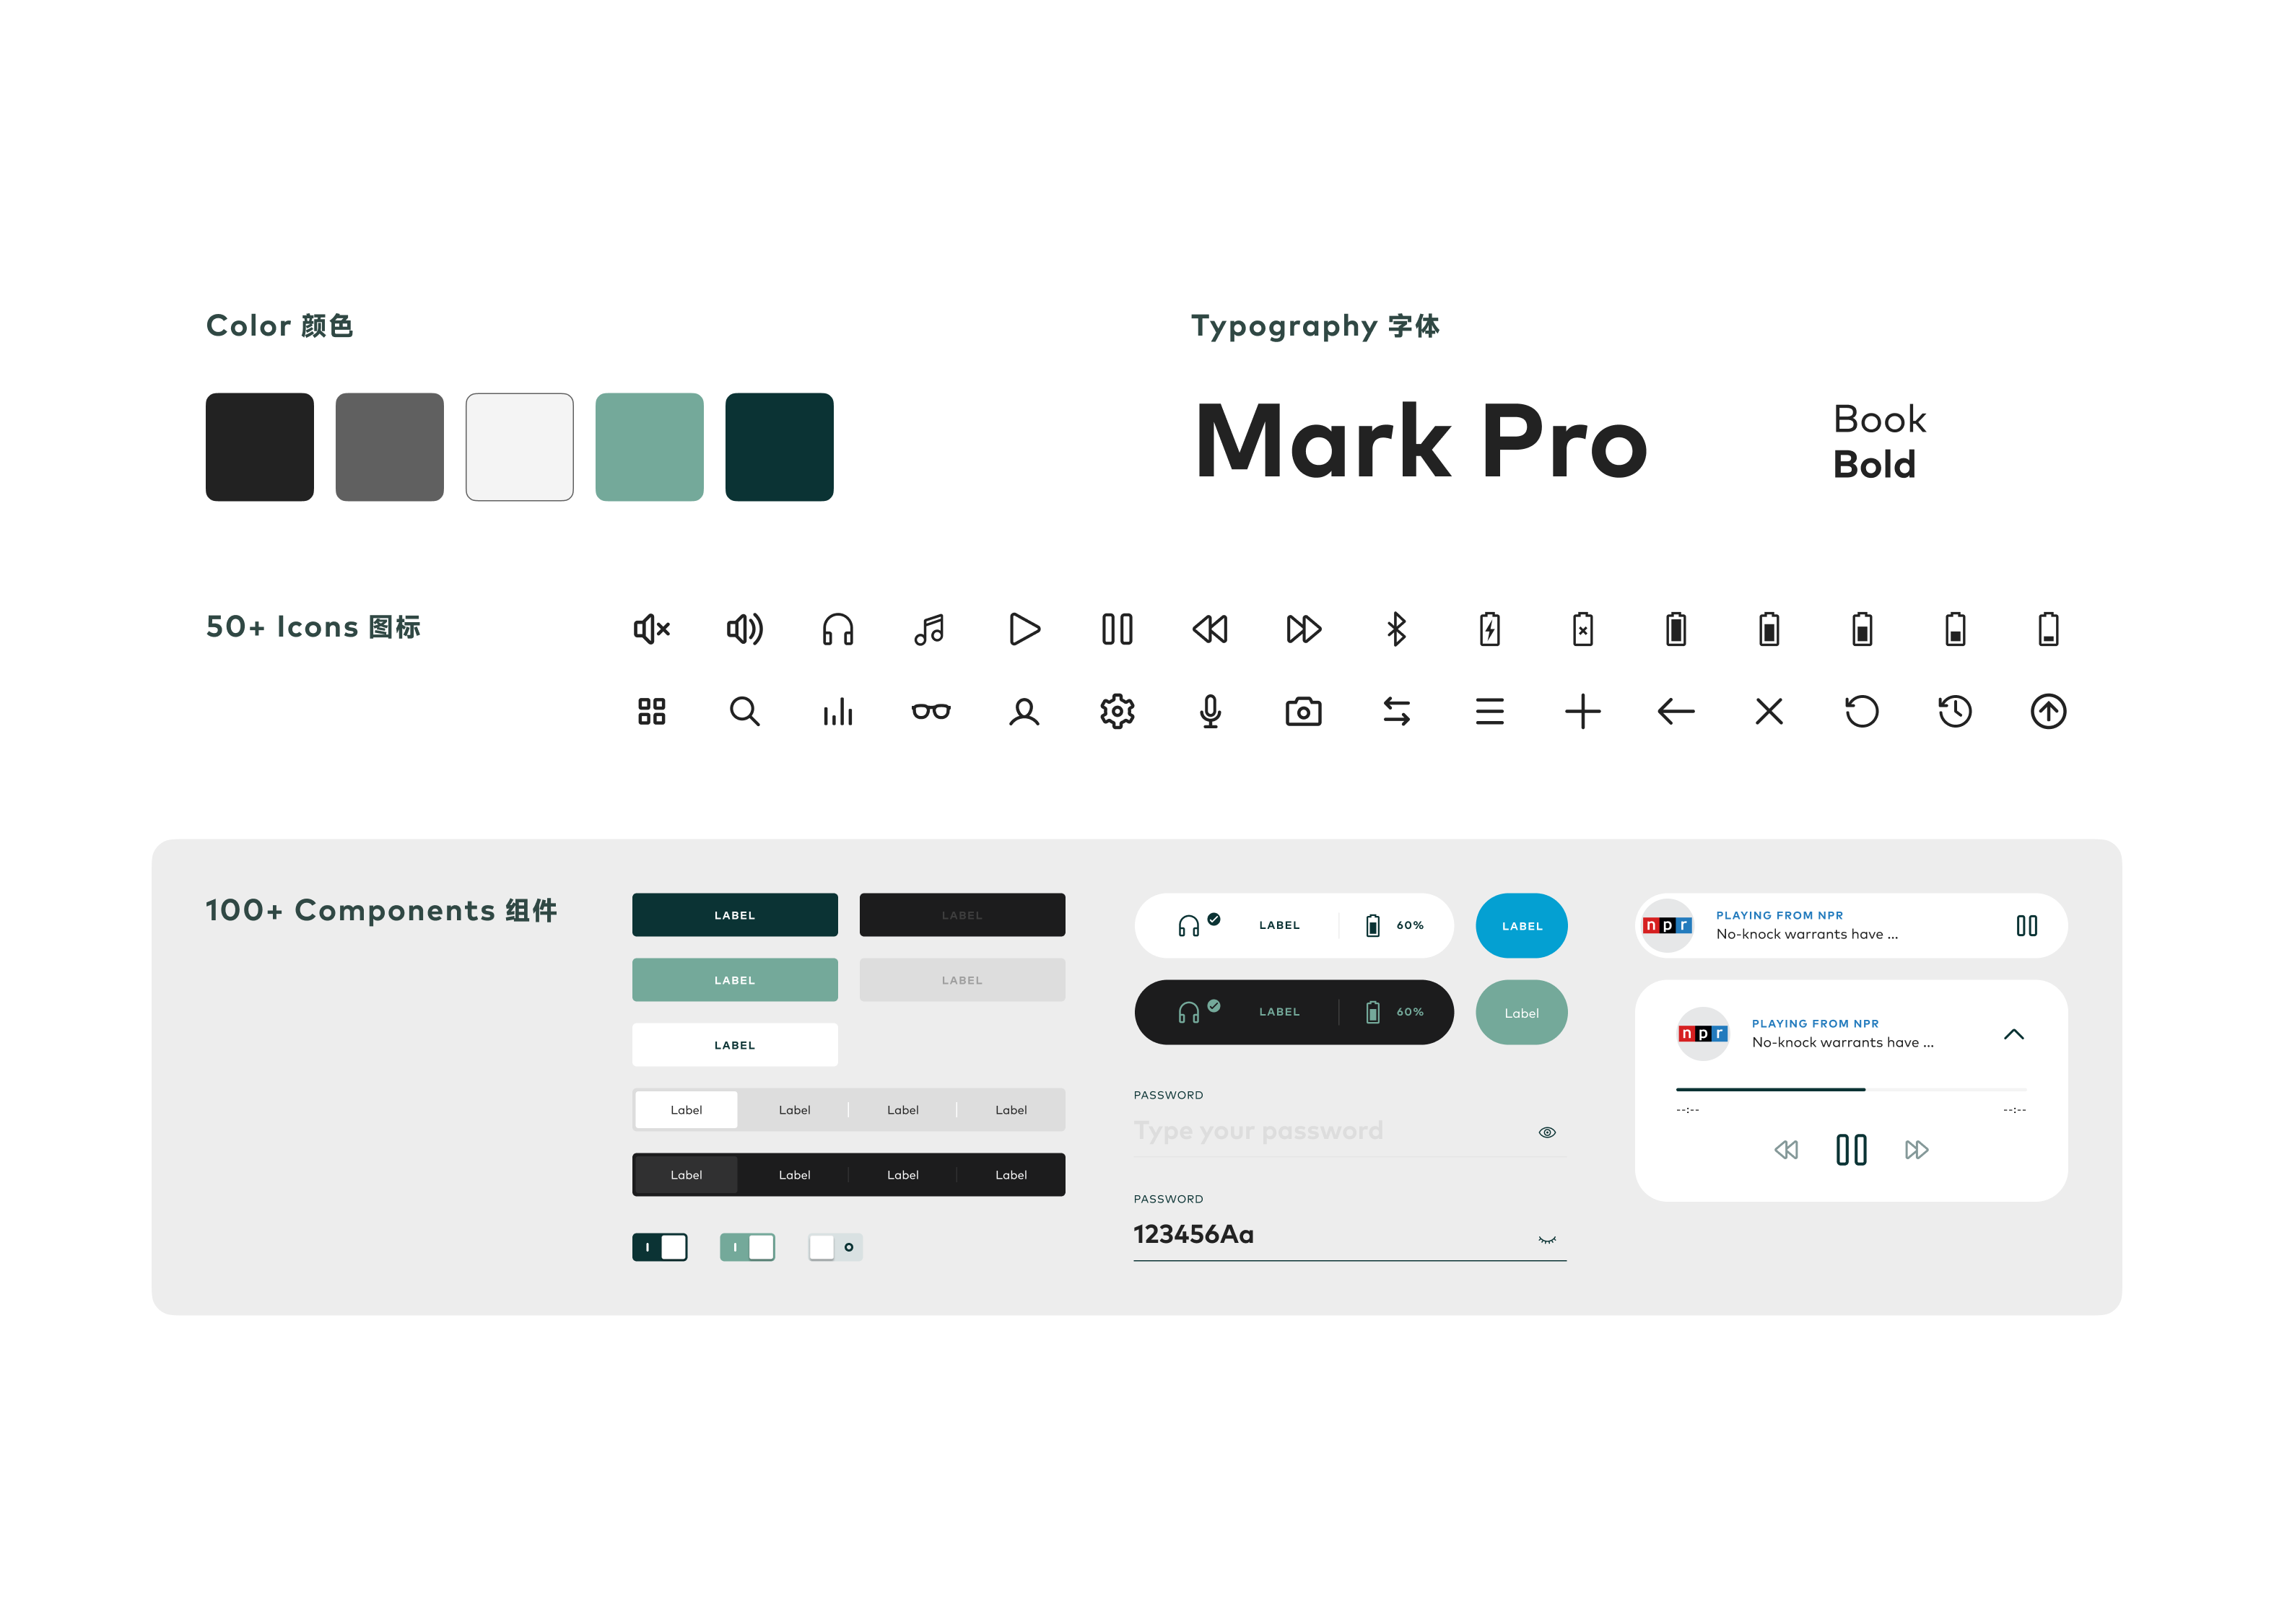 Color 颜色
Typography 字体
Mark Pro
Book
Bold
50+ Icons 图标
100+ Components 组件
LABEL
LABEL
LABEL
LABEL
LABEL
Label Label Label Label
Label Label Label Label
I
I
O
LABEL 60%
LABEL
LABEL 60%
Label
PASSWORD
Type your password
PASSWORD
123456Aa
npr
PLAYING FROM NPR
No-knock warrants have ...
npr
PLAYING FROM NPR
No-knock warrants have ...
--:-- --:--